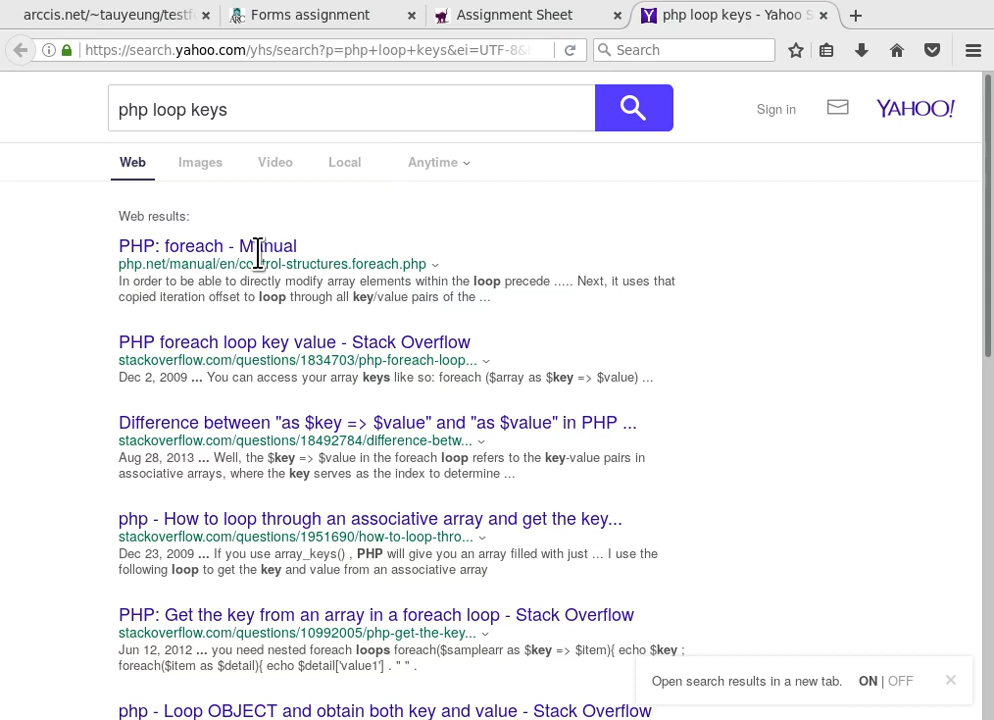 arccis.net/~tauyeung/testf
Forms assignment
Assignment Sheet
php loop keys - Yahoo S
https://search.yahoo.com/yhs/search?p=php+loop+keys&ei=UTF-8&
Search
php loop keys
Sign in
YAHOO!
Web Images Video Local Anytime
Web results:
PHP: foreach - Manual
php.net/manual/en/control-structures.foreach.php
In order to be able to directly modify array elements within the loop precede ..... Next, it uses that
copied iteration offset to loop through all key/value pairs of the ...
PHP foreach loop key value - Stack Overflow
stackoverflow.com/questions/1834703/php-foreach-loop...
Dec 2, 2009 ... You can access your array keys like so: foreach ($array as $key => $value) ...
Difference between "as $key => $value" and "as $value" in PHP ...
stackoverflow.com/questions/18492784/difference-betw...
Aug 28, 2013 ... Well, the $key => $value in the foreach loop refers to the key-value pairs in
associative arrays, where the key serves as the index to determine ...
php - How to loop through an associative array and get the key...
stackoverflow.com/questions/1951690/how-to-loop-thro...
Dec 23, 2009 ... If you use array_keys() , PHP will give you an array filled with just ... I use the
following loop to get the key and value from an associative array
PHP: Get the key from an array in a foreach loop - Stack Overflow
stackoverflow.com/questions/10992005/php-get-the-key...
Jun 12, 2012 ... you need nested foreach loops foreach($samplearr as $key => $item){ echo $key ;
foreach($item as $detail){ echo $detail['value1'] . " " .
Open search results in a new tab. ON | OFF
php - Loop OBJECT and obtain both key and value - Stack Overflow